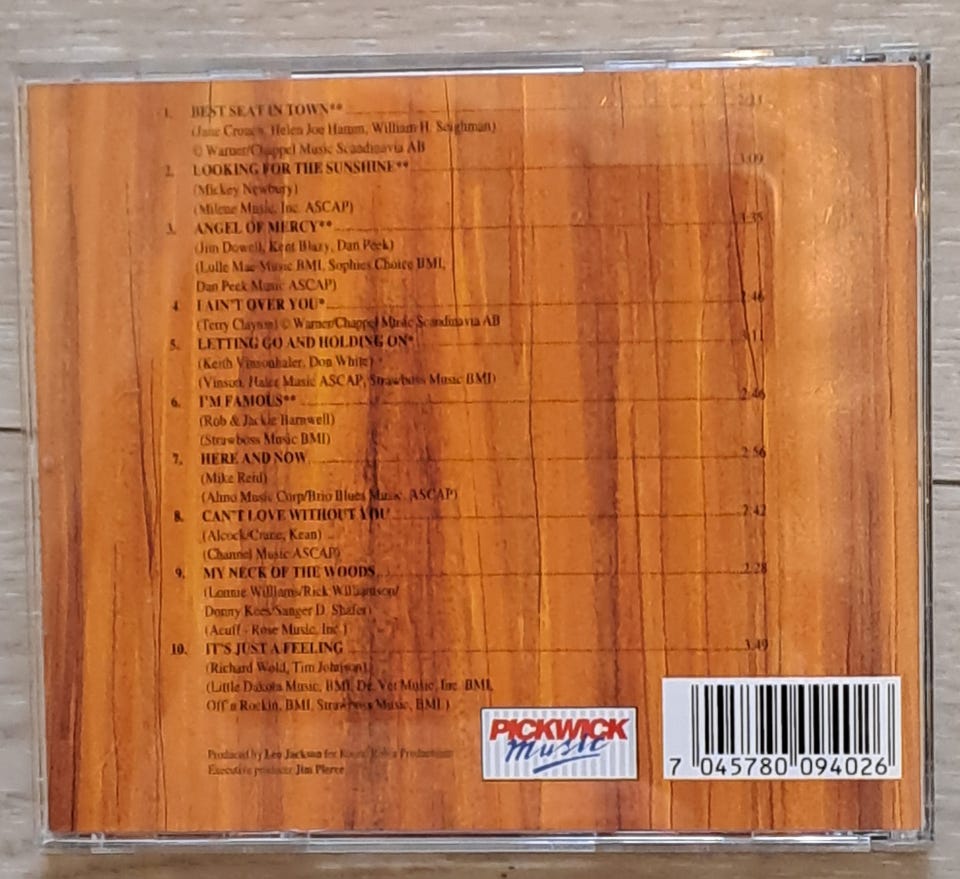 1. BEST SEAT IN TOWN** 2:13
(Jane Crouch, Helen Joe Hamm, William H. Seighman)
© Warner/Chappel Music Scandinavia AB
2. LOOKING FOR THE SUNSHINE** 3:09
(Mickey Newbury)
(Milene Music, Inc. ASCAP)
3. ANGEL OF MERCY** 3:35
(Jim Dowell, Kent Blazy, Dan Peek)
(Lulle Mae Music BMI, Sophies Choice BMI,
Dan Peek Music ASCAP)
4. I AIN'T OVER YOU* 2:46
(Terry Clayton) © Warner/Chappel Music Scandinavia AB
5. LETTING GO AND HOLDING ON* :11
(Keith Vinsonhaler, Don White)
(Vinson, Haler Music ASCAP, Strawboss Music BMI)
6. I'M FAMOUS** 2:46
(Rob & Jackie Barnwell)
(Strawboss Music BMI)
7. HERE AND NOW 2:56
(Mike Reid)
(Almo Music Corp/Brio Blues Music, ASCAP)
8. CAN'T LOVE WITHOUT YOU 2:42
(Alcock/Crane, Kean)
(Channel Music ASCAP)
9. MY NECK OF THE WOODS 2:28
(Lonnie Williams/Rick Williamson/
Donny Kees/Sanger D. Shafer)
(Acuff - Rose Music, Inc.)
10. IT'S JUST A FEELING 3:49
(Richard Wold, Tim Johnson)
(Little Dakota Music, BMI, De Vet Music, Inc. BMI,
Off'n Rockin, BMI, Strawboss Music, BMI.)
Produced by Leo Jackson for Productions
Executive producer Jim Pierce
PICKWICK
Music
7 045780 094026